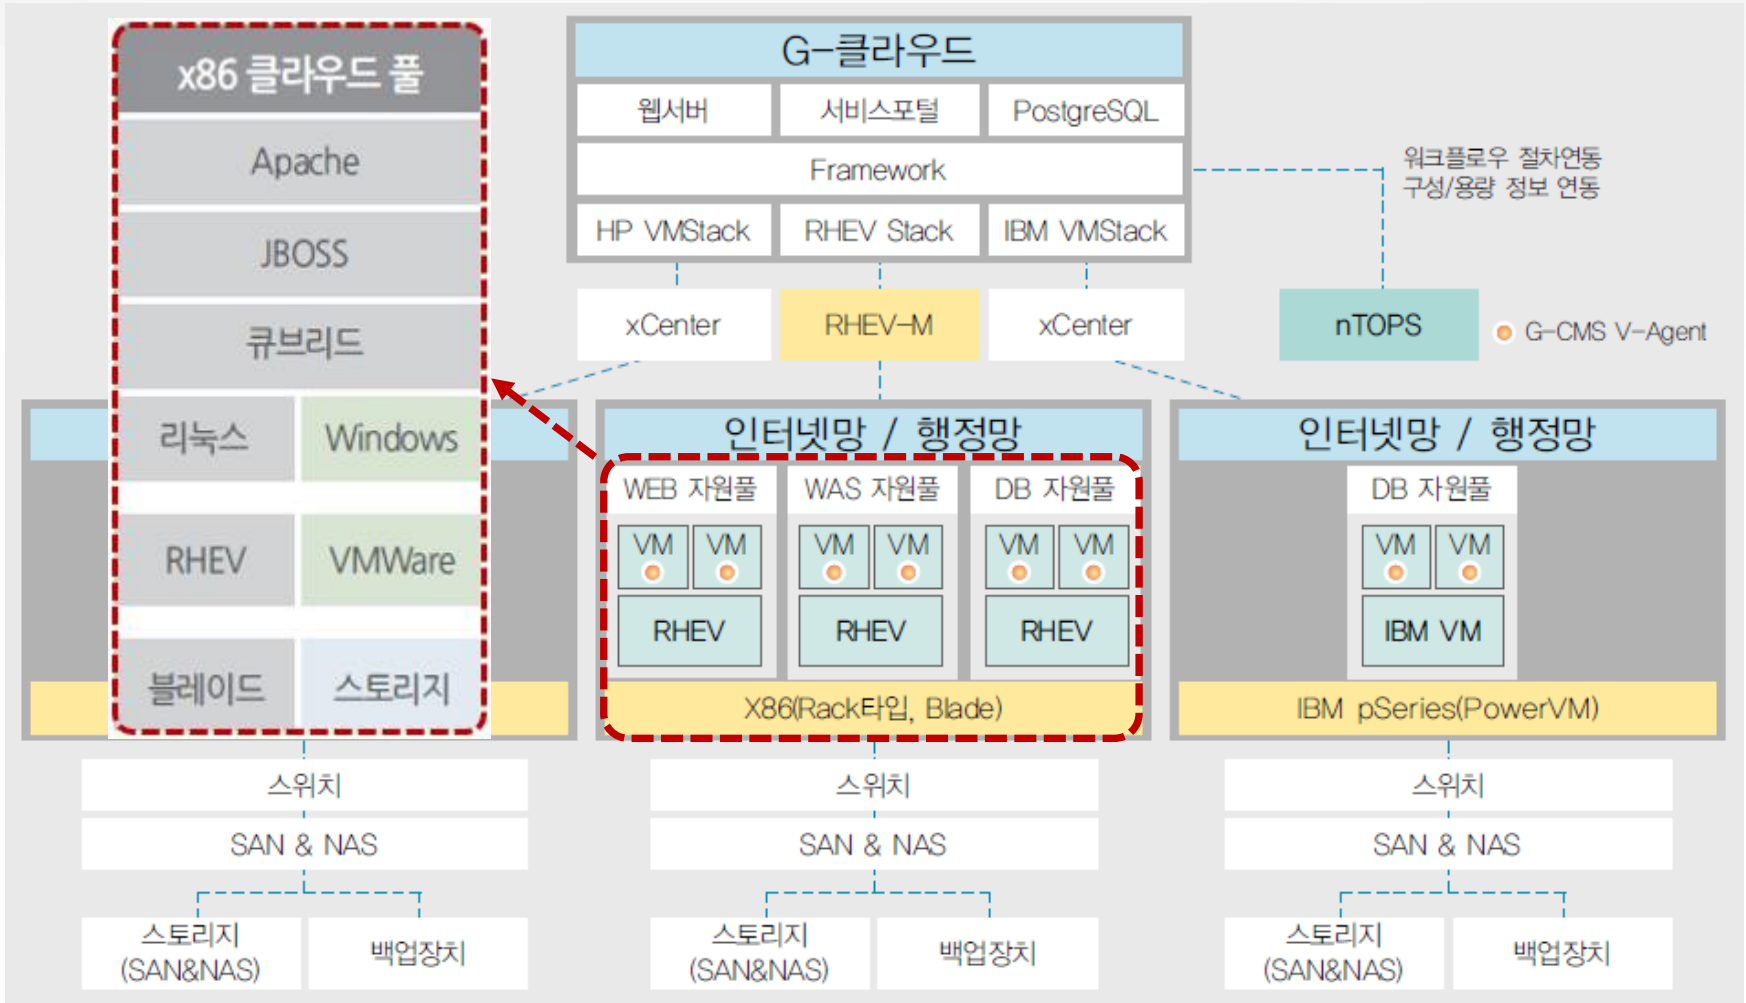 x86 클라우드 풀
Apache
JBOSS
큐브리드
리눅스
Windows
RHEV
VMWare
블레이드
스토리지
G-클라우드
웹서버
서비스포털
PostgreSQL
Framework
HP VMStack
RHEV Stack
IBM VMStack
워크플로우 절차연동
구성/용량 정보 연동
xCenter
RHEV-M
xCenter
nTOPS
G-CMS V-Agent
인터넷망 / 행정망
WEB 자원풀
WAS 자원풀
DB 자원풀
VM
VM
VM
VM
VM
VM
RHEV
RHEV
RHEV
X86(Rack타입, Blade)
인터넷망 / 행정망
DB 자원풀
VM
VM
IBM VM
IBM pSeries(PowerVM)
스위치
SAN & NAS
스토리지
(SAN&NAS)
백업장치
스위치
SAN & NAS
스토리지
(SAN&NAS)
백업장치
스위치
SAN & NAS
스토리지
(SAN&NAS)
백업장치